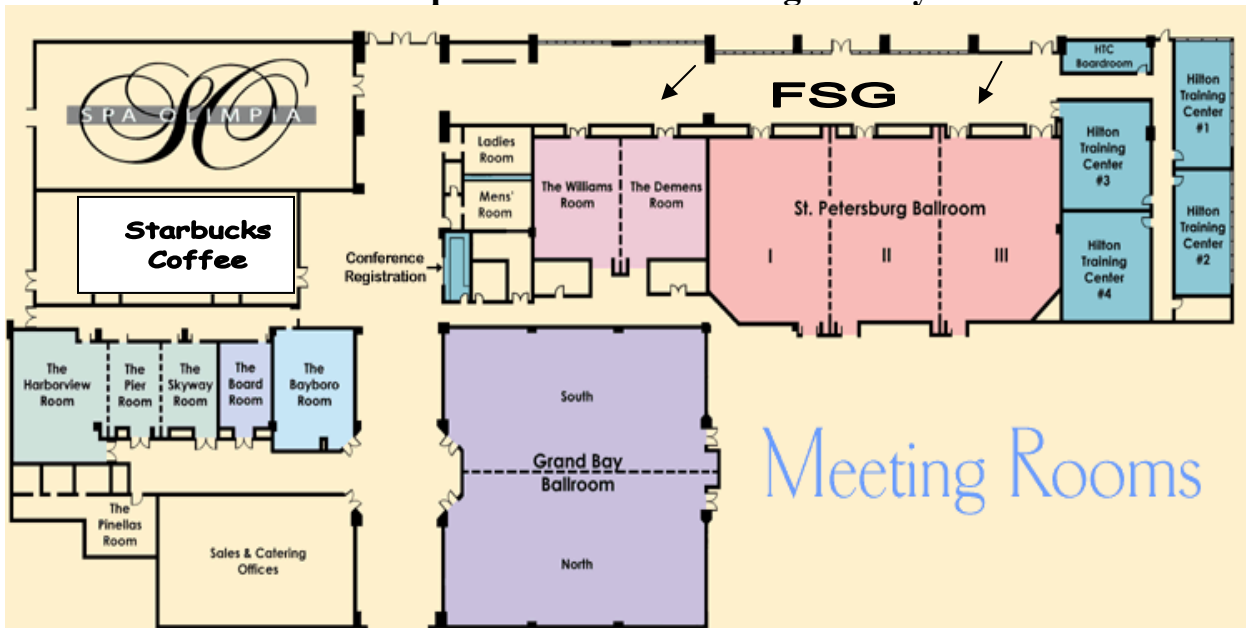 SPA OLIMPIA
SO
FSG
HTC
Boardroom
Hilton
Training
Center
#1
Ladies
Room
Mens'
Room
The Williams
Room
The Demens
Room
St. Petersburg Ballroom
I
II
III
Hilton
Training
Center
#3
Hilton
Training
Center
#2
Hilton
Training
Center
#4
Starbucks
Coffee
Conference
Registration
The
Harborview
Room
The
Pier
Room
The
Skyway
Room
The
Board
Room
The
Bayboro
Room
South
Grand Bay
Ballroom
North
Meeting Rooms
The
Pinellas
Room
Sales & Catering
Offices